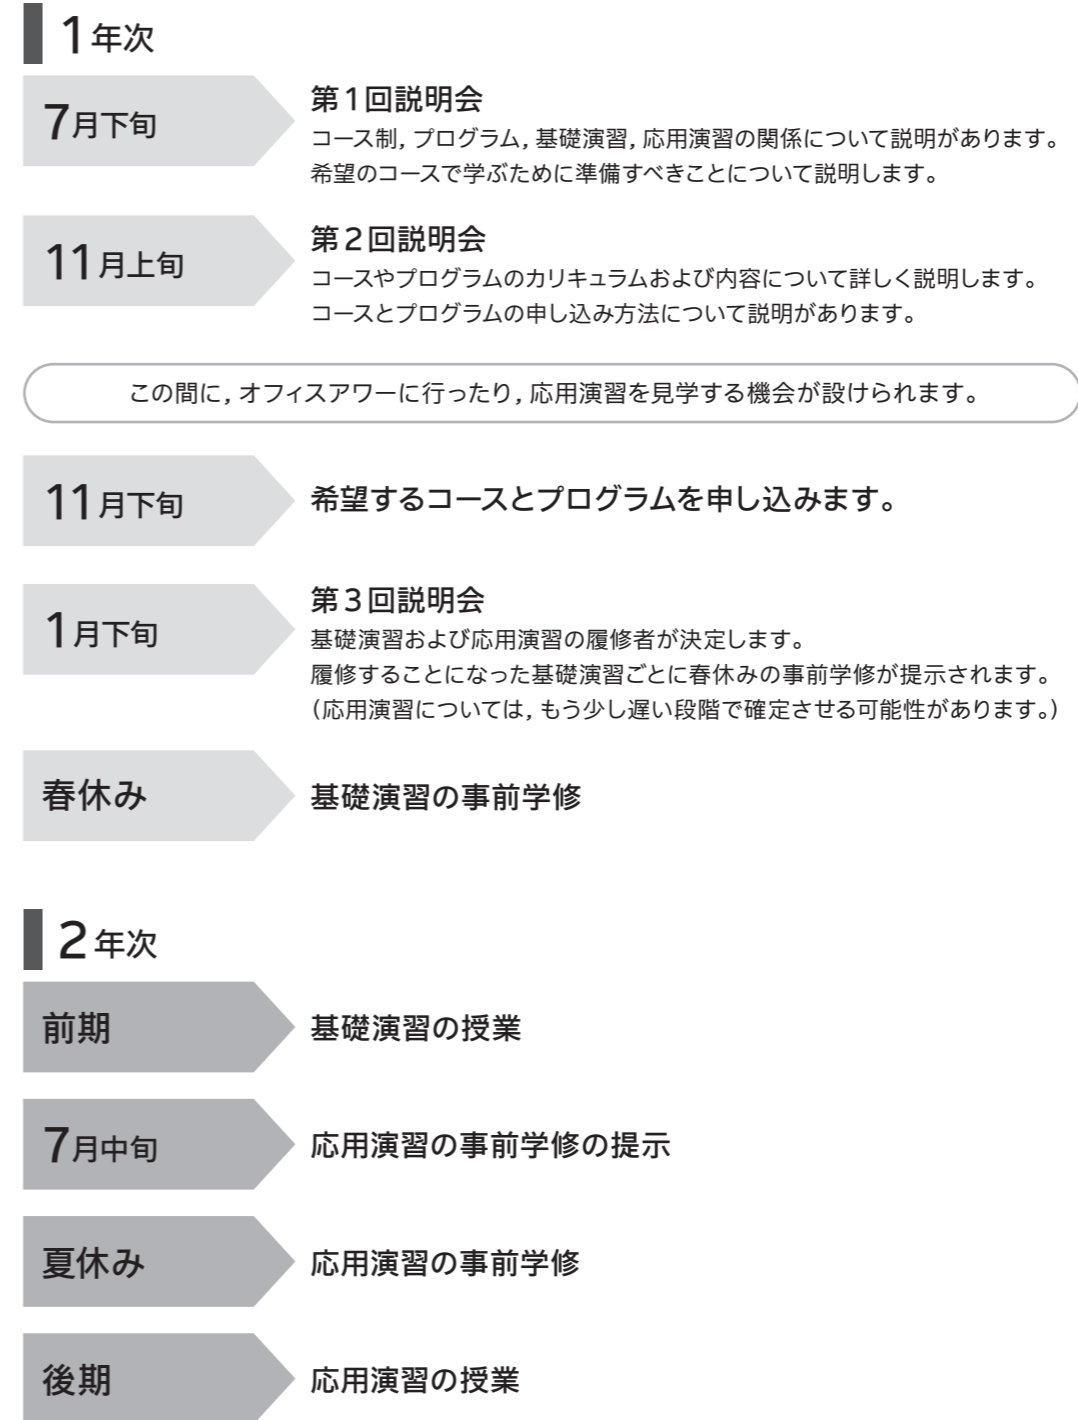 1年次
7月下旬
第1回説明会
コース制,プログラム,基礎演習,応用演習の関係について説明があります。
希望のコースで学ぶために準備すべきことについて説明します。
11月上旬
第2回説明会
コースやプログラムのカリキュラムおよび内容について詳しく説明します。
コースとプログラムの申し込み方法について説明があります。
この間に,オフィスアワーに行ったり,応用演習を見学する機会が設けられます。
11月下旬
希望するコースとプログラムを申し込みます。
1月下旬
第3回説明会
基礎演習および応用演習の履修者が決定します。
履修することになった基礎演習ごとに春休みの事前学修が提示されます。
(応用演習については,もう少し遅い段階で確定させる可能性があります。)
春休み
基礎演習の事前学修
2年次
前期
基礎演習の授業
7月中旬
応用演習の事前学修の提示
夏休み
応用演習の事前学修
後期
応用演習の授業